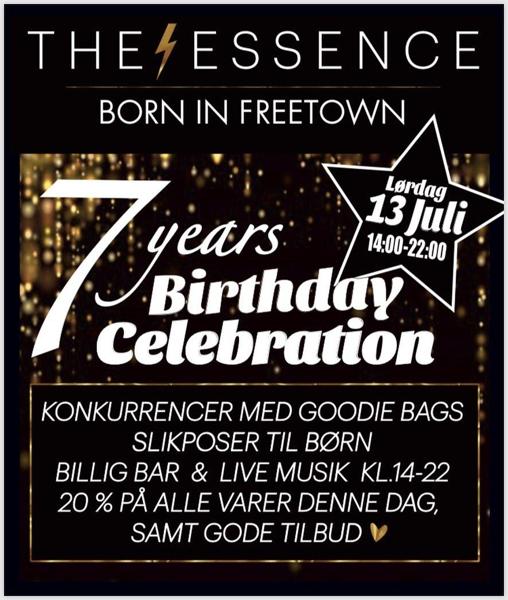 THE ESSENCE
BORN IN FREETOWN
Lørdag
13 Juli
14:00-22:00
7 years
Birthday
Celebration
KONKURRENCER MED GOODIE BAGS
SLIKPOSER TIL BØRN
BILLIG BAR & LIVE MUSIK KL.14-22
20 % PÅ ALLE VARER DENNE DAG,
SAMT GODE TILBUD